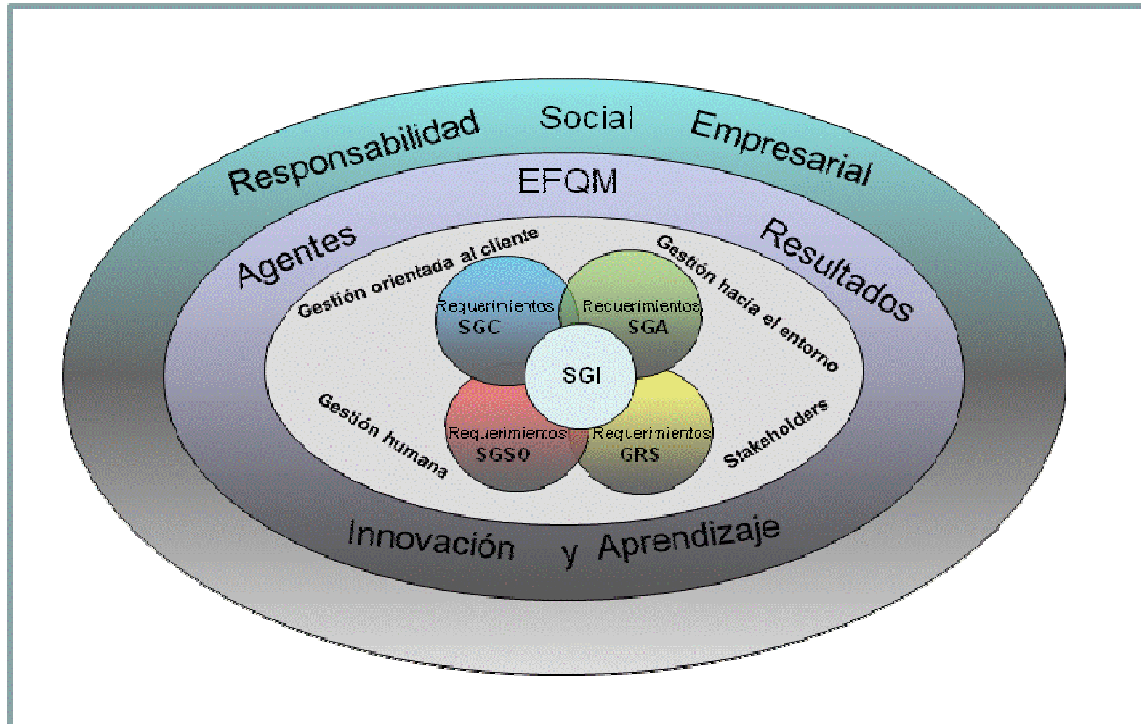 Responsabilidad Social Empresarial
EFQM
Agentes
Resultados
Gestión orientada al cliente
Gestión hacía el entorno
Requerimientos
SGC
Requerimientos
SGA
SGI
Requerimientos
SGSO
Requerimientos
GRS
Gestión humana
Stakeholders
Innovación y Aprendizaje